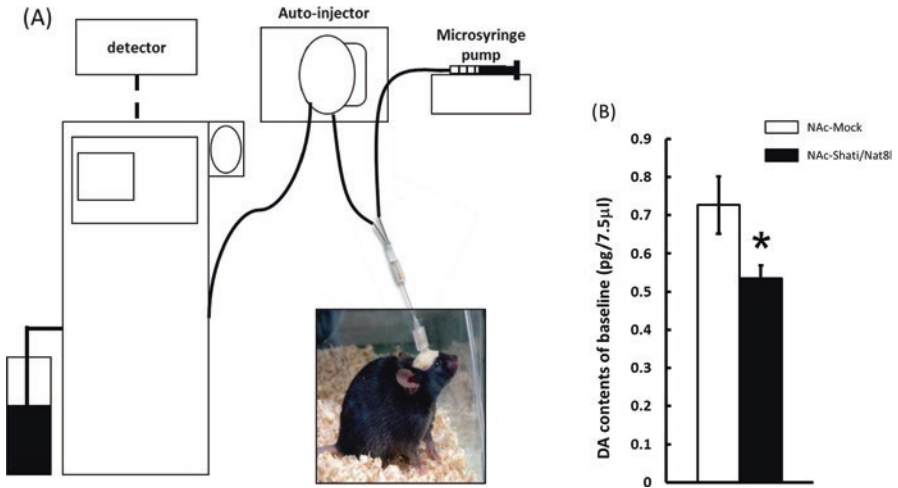 (A)
detector
Auto-injector
Microsyringe
pump
(B)
NAc-Mock
NAc-Shati/Nat8l
DA contents of baseline (pg/7.5μl)
0.9
0.8
0.7
0.6
0.5
0.4
0.3
0.2
0.1
0
*